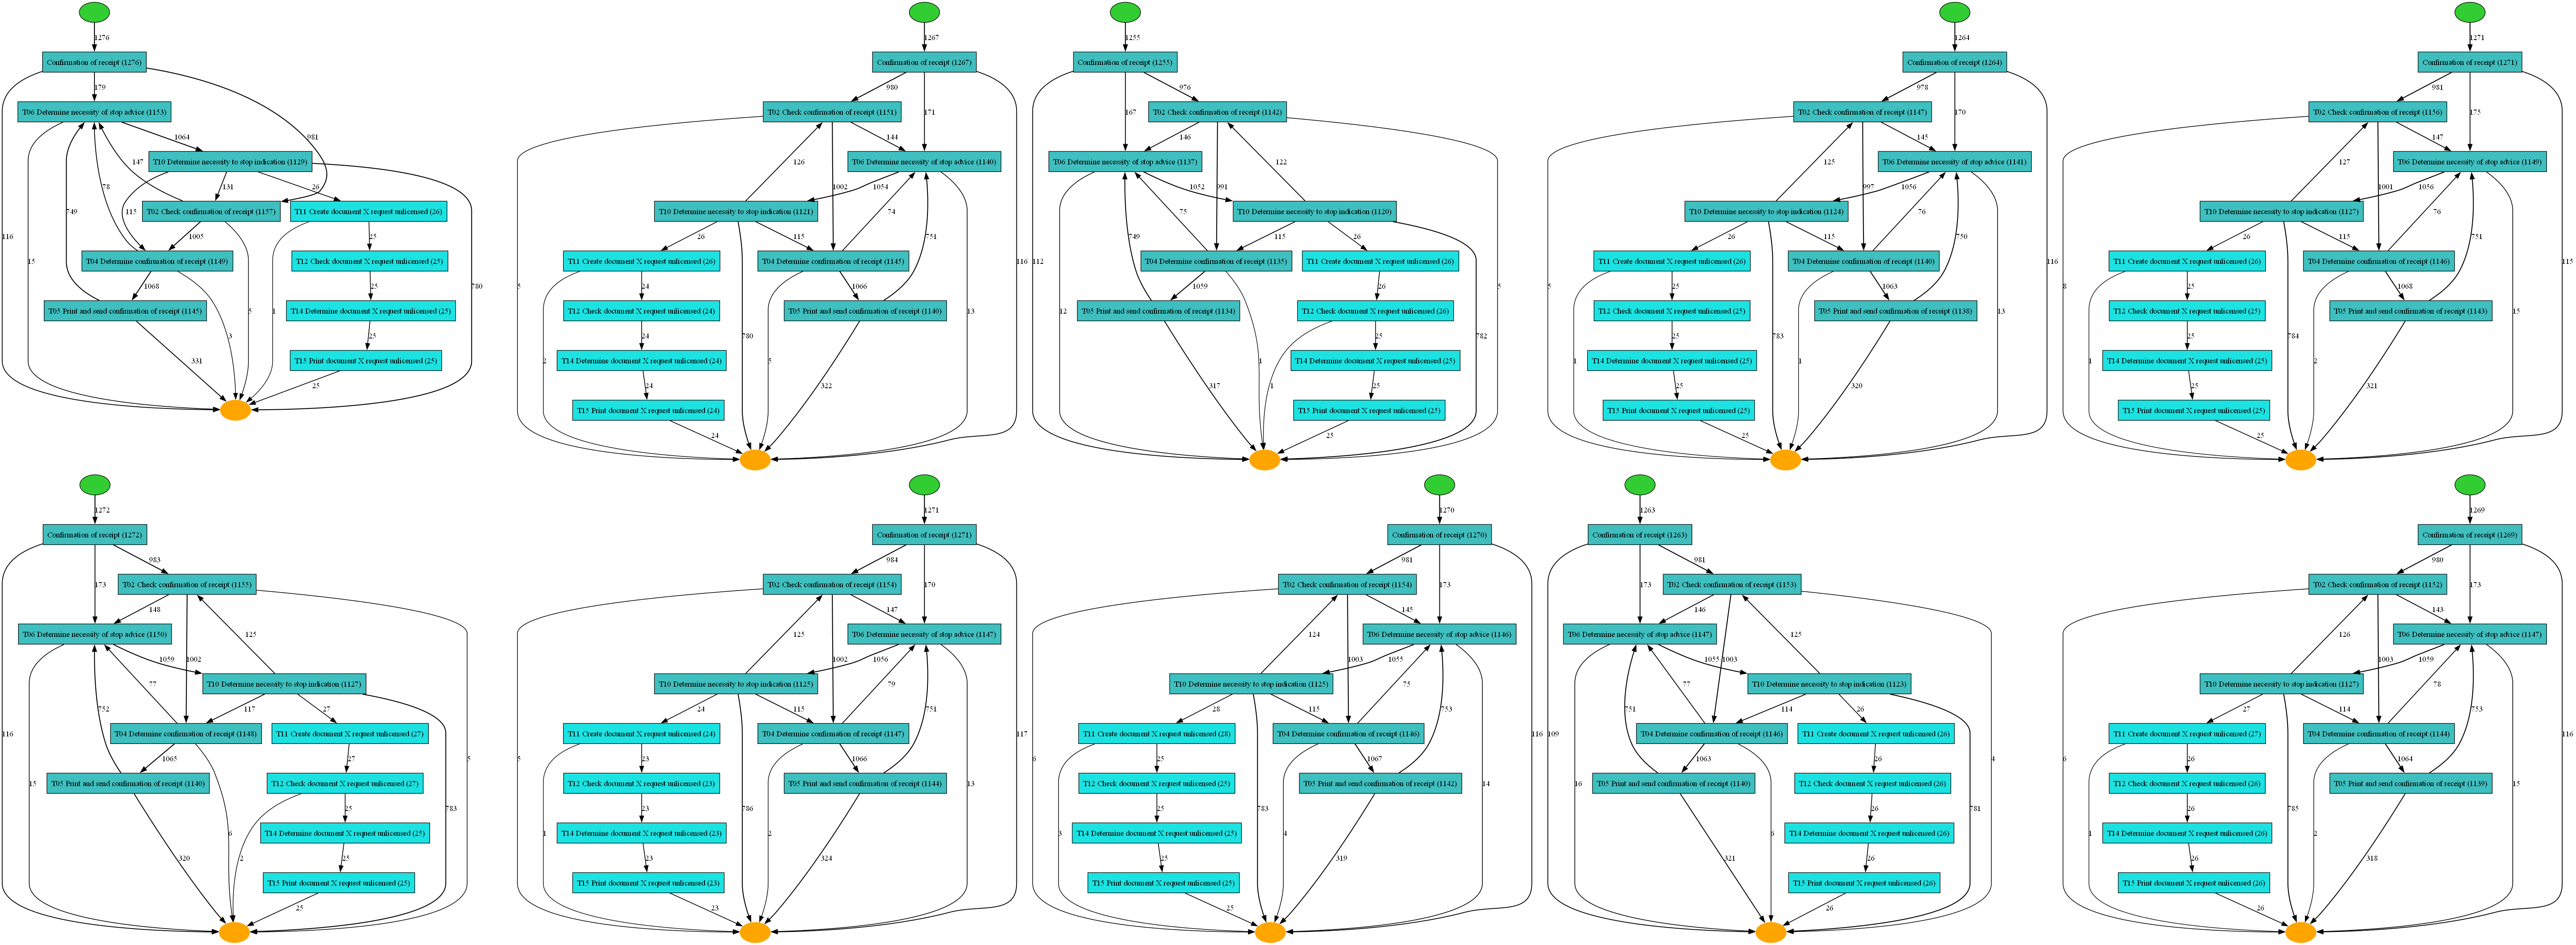 1276
Confirmation of receipt (1276)
179
981
T06 Determine necessity of stop advice (1153)
1064
T10 Determine necessity to stop indication (1129)
147
131
26
78
115
749
T02 Check confirmation of receipt (1157)
T11 Create document X request unlicensed (26)
116
1005
25
T04 Determine confirmation of receipt (1149)
T12 Check document X request unlicensed (25)
15
1068
25
780
T05 Print and send confirmation of receipt (1145)
T14 Determine document X request unlicensed (25)
5
1
3
25
331
T15 Print document X request unlicensed (25)
25
1267
Confirmation of receipt (1267)
980
171
T02 Check confirmation of receipt (1151)
144
126
T06 Determine necessity of stop advice (1140)
1002
1054
T10 Determine necessity to stop indication (1121)
74
26
115
751
T11 Create document X request unlicensed (26)
T04 Determine confirmation of receipt (1145)
116
24
1066
5
T12 Check document X request unlicensed (24)
T05 Print and send confirmation of receipt (1140)
13
24
780
2
5
T14 Determine document X request unlicensed (24)
24
322
T15 Print document X request unlicensed (24)
24
1255
Confirmation of receipt (1255)
976
167
T02 Check confirmation of receipt (1142)
146
122
T06 Determine necessity of stop advice (1137)
991
1052
T10 Determine necessity to stop indication (1120)
75
115
26
749
T04 Determine confirmation of receipt (1135)
T11 Create document X request unlicensed (26)
112
1059
26
5
T05 Print and send confirmation of receipt (1134)
T12 Check document X request unlicensed (26)
12
25
782
1
T14 Determine document X request unlicensed (25)
317
1
25
T15 Print document X request unlicensed (25)
25
1264
Confirmation of receipt (1264)
978
170
T02 Check confirmation of receipt (1147)
145
125
T06 Determine necessity of stop advice (1141)
997
1056
T10 Determine necessity to stop indication (1124)
76
26
115
750
T11 Create document X request unlicensed (26)
T04 Determine confirmation of receipt (1140)
116
25
1063
5
T12 Check document X request unlicensed (25)
T05 Print and send confirmation of receipt (1138)
13
25
783
1
1
T14 Determine document X request unlicensed (25)
25
320
T15 Print document X request unlicensed (25)
25
1271
Confirmation of receipt (1271)
981
175
T02 Check confirmation of receipt (1156)
147
127
T06 Determine necessity of stop advice (1149)
1001
1056
T10 Determine necessity to stop indication (1127)
76
26
115
751
T11 Create document X request unlicensed (26)
T04 Determine confirmation of receipt (1146)
115
25
1068
8
T12 Check document X request unlicensed (25)
T05 Print and send confirmation of receipt (1143)
15
25
784
1
2
T14 Determine document X request unlicensed (25)
25
321
T15 Print document X request unlicensed (25)
25
1272
Confirmation of receipt (1272)
983
173
T02 Check confirmation of receipt (1155)
148
125
T06 Determine necessity of stop advice (1150)
1002
1059
T10 Determine necessity to stop indication (1127)
77
117
27
752
T04 Determine confirmation of receipt (1148)
T11 Create document X request unlicensed (27)
116
1065
27
5
T05 Print and send confirmation of receipt (1140)
T12 Check document X request unlicensed (27)
15
25
783
6
T14 Determine document X request unlicensed (25)
320
2
25
T15 Print document X request unlicensed (25)
25
1271
Confirmation of receipt (1271)
984
170
T02 Check confirmation of receipt (1154)
147
125
T06 Determine necessity of stop advice (1147)
1002
1056
T10 Determine necessity to stop indication (1125)
79
24
115
751
T11 Create document X request unlicensed (24)
T04 Determine confirmation of receipt (1147)
117
23
1066
5
T12 Check document X request unlicensed (23)
T05 Print and send confirmation of receipt (1144)
13
23
786
1
2
T14 Determine document X request unlicensed (23)
23
324
T15 Print document X request unlicensed (23)
23
1270
Confirmation of receipt (1270)
981
173
T02 Check confirmation of receipt (1154)
145
124
T06 Determine necessity of stop advice (1146)
1003
1055
T10 Determine necessity to stop indication (1125)
75
28
115
753
T11 Create document X request unlicensed (28)
T04 Determine confirmation of receipt (1146)
116
25
1067
6
T12 Check document X request unlicensed (25)
T05 Print and send confirmation of receipt (1142)
14
25
783
3
4
T14 Determine document X request unlicensed (25)
25
319
T15 Print document X request unlicensed (25)
25
1263
Confirmation of receipt (1263)
981
173
T02 Check confirmation of receipt (1153)
146
125
T06 Determine necessity of stop advice (1147)
1003
1055
T10 Determine necessity to stop indication (1123)
77
114
26
751
T04 Determine confirmation of receipt (1146)
T11 Create document X request unlicensed (26)
109
1063
26
4
T05 Print and send confirmation of receipt (1140)
T12 Check document X request unlicensed (26)
16
26
781
6
T14 Determine document X request unlicensed (26)
321
26
T15 Print document X request unlicensed (26)
26
1269
Confirmation of receipt (1269)
980
173
T02 Check confirmation of receipt (1152)
143
126
T06 Determine necessity of stop advice (1147)
1003
1059
T10 Determine necessity to stop indication (1127)
78
27
114
753
T11 Create document X request unlicensed (27)
T04 Determine confirmation of receipt (1144)
116
26
1064
6
T12 Check document X request unlicensed (26)
T05 Print and send confirmation of receipt (1139)
15
26
785
1
2
T14 Determine document X request unlicensed (26)
26
318
T15 Print document X request unlicensed (26)
26